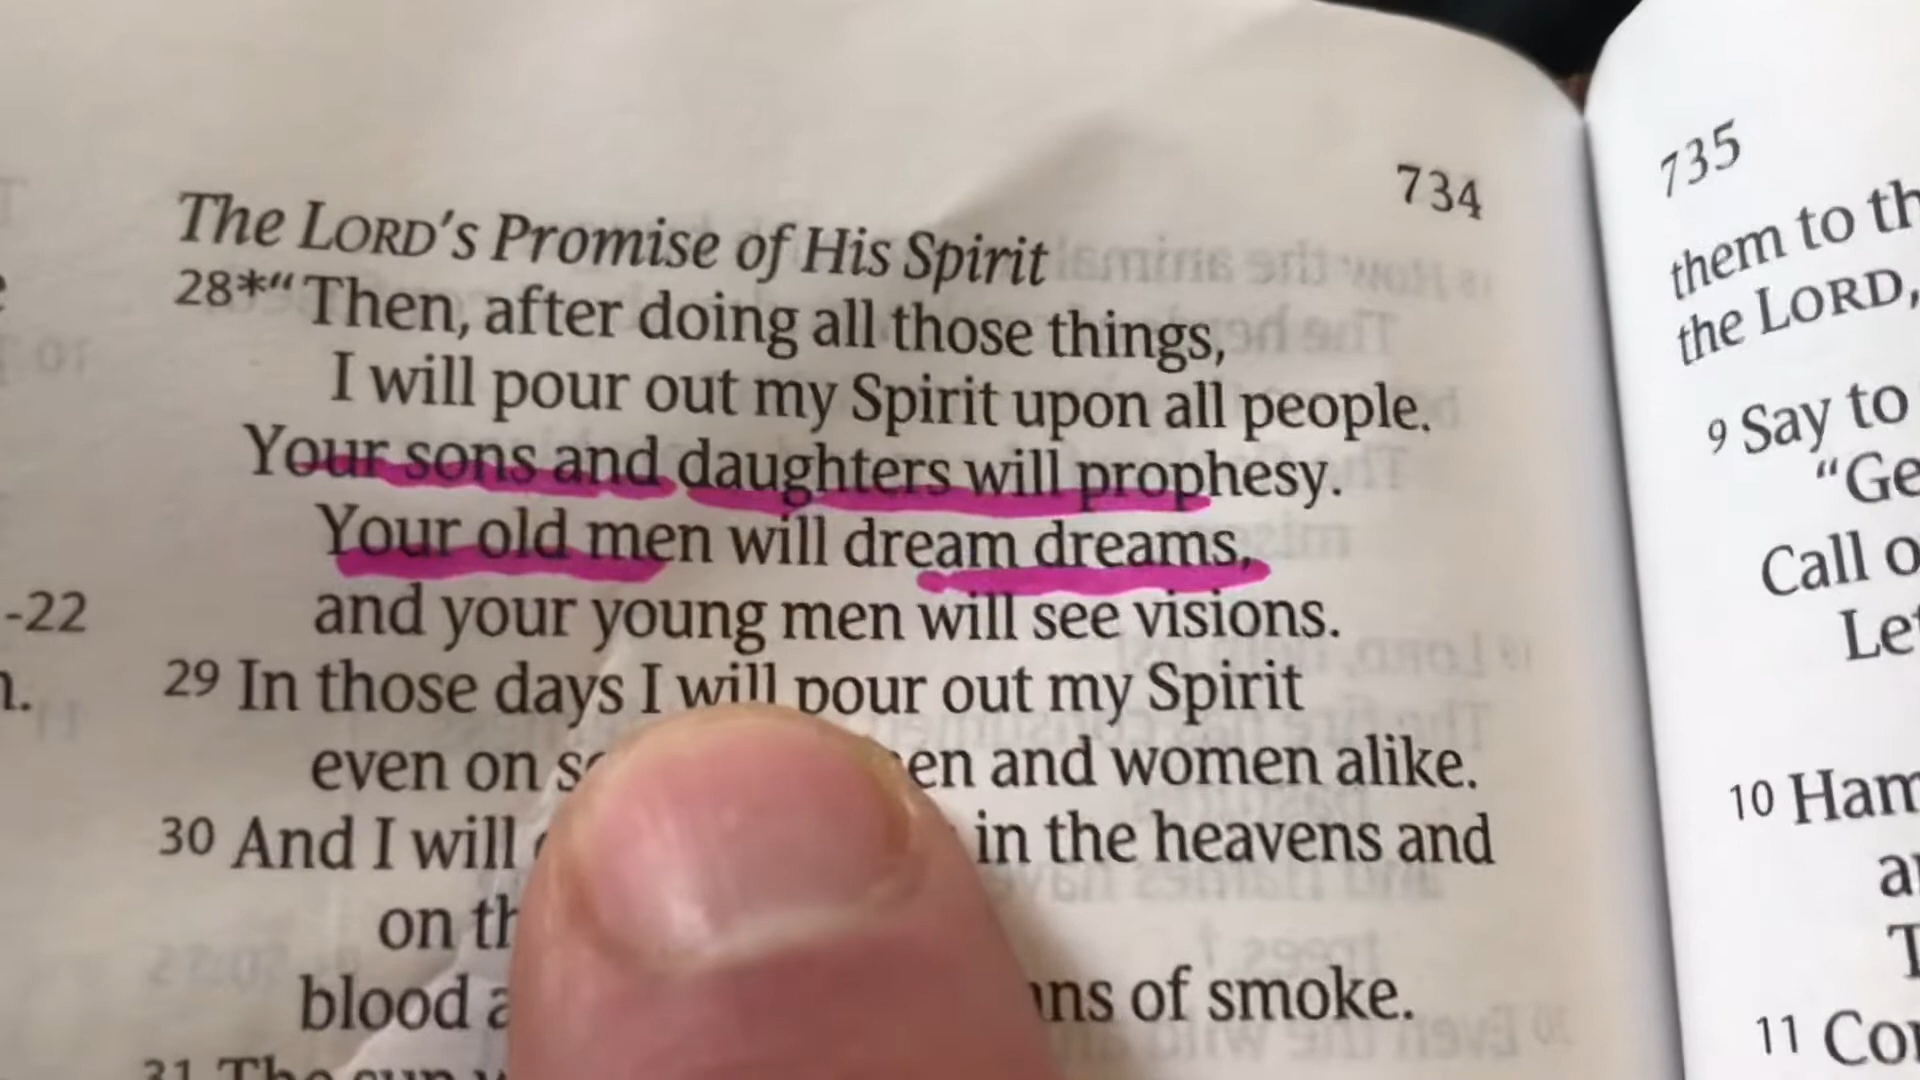 734
The LORD's Promise of His Spirit
28*“Then, after doing all those things,
I will pour out my Spirit upon all people.
Your sons and daughters will prophesy.
Your old men will dream dreams,
and your young men will see visions.
29 In those days I will pour out my Spirit
even on and women alike.
30 And I will in the heavens and
on
blood of smoke.
31 The sun
-22
735
them to
the LORD,
9 Say to
“Ge
Call
10
11